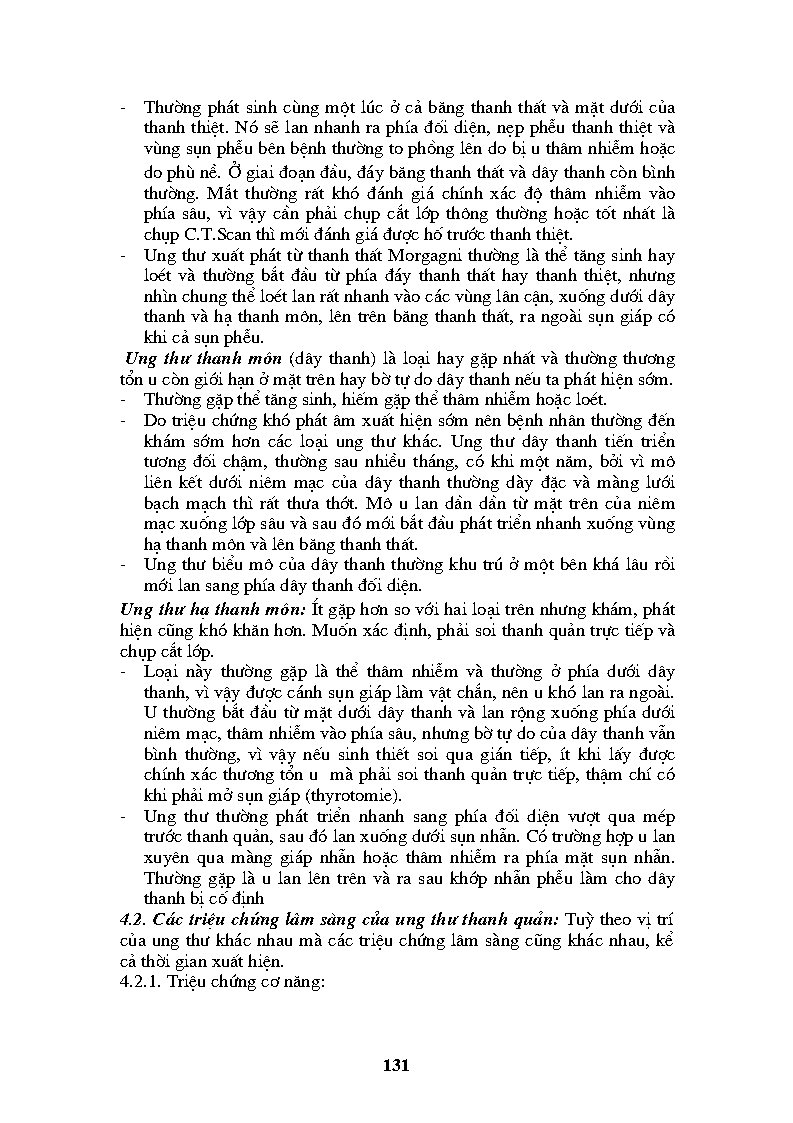 - Thường phát sinh cùng một lúc ở cả băng thanh thất và mặt dưới của
thanh thiệt. Nó sẽ lan nhanh ra phía đối diện, nẹp phễu thanh thiệt và
vùng sụn phễu bên bệnh thường to phồng lên do bị u thâm nhiễm hoặc
do phù nề. Ở giai đoạn đầu, đáy băng thanh thất và dây thanh còn bình
thường. Mắt thường rất khó đánh giá chính xác độ thâm nhiễm vào
phía sâu, vì vậy cần phải chụp cắt lớp thông thường hoặc tốt nhất là
chụp C.T.Scan thì mới đánh giá được hố trước thanh thiệt.
- Ung thư xuất phát từ thanh thất Morgagni thường là thể tăng sinh hay
loét và thường bắt đầu từ phía đáy thanh thất hay thanh thiệt, nhưng
nhìn chung thể loét lan rất nhanh vào các vùng lân cận, xuống dưới dây
thanh và hạ thanh môn, lên trên băng thanh thất, ra ngoài sụn giáp có
khi cả sụn phễu.
Ung thư thanh môn (dây thanh) là loại hay gặp nhất và thường thương
tổn u còn giới hạn ở mặt trên hay bờ tự do dây thanh nếu ta phát hiện sớm.
- Thường gặp thể tăng sinh, hiếm gặp thể thâm nhiễm hoặc loét.
- Do triệu chứng khó phát âm xuất hiện sớm nên bệnh nhân thường đến
khám sớm hơn các loại ung thư khác. Ung thư dây thanh tiến triển
tương đối chậm, thường sau nhiều tháng, có khi một năm, bởi vì mô
liên kết dưới niêm mạc của dây thanh thường dày đặc và màng lưới
bạch mạch thì rất thưa thớt. Mô u lan dần dần từ mặt trên của niêm
mạc xuống lớp sâu và sau đó mới bắt đầu phát triển nhanh xuống vùng
hạ thanh môn và lên băng thanh thất.
- Ung thư biểu mô của dây thanh thường khu trú ở một bên khá lâu rồi
mới lan sang phía dây thanh đối diện.
Ung thư hạ thanh môn: Ít gặp hơn so với hai loại trên nhưng khám, phát
hiện cũng khó khăn hơn. Muốn xác định, phải soi thanh quản trực tiếp và
chụp cắt lớp.
- Loại này thường gặp là thể thâm nhiễm và thường ở phía dưới dây
thanh, vì vậy được cánh sụn giáp làm vật chắn, nên u khó lan ra ngoài.
U thường bắt đầu từ mặt dưới dây thanh và lan rộng xuống phía dưới
niêm mạc, thâm nhiễm vào phía sâu, nhưng bờ tự do của dây thanh vẫn
bình thường, vì vậy nếu sinh thiết soi qua gián tiếp, ít khi lấy được
chính xác thương tổn u mà phải soi thanh quản trực tiếp, thậm chí có
khi phải mở sụn giáp (thyrotomie).
- Ung thư thường phát triển nhanh sang phía đối diện vượt qua mép
trước thanh quản, sau đó lan xuống dưới sụn nhẫn. Có trường hợp u lan
xuyên qua màng giáp nhẫn hoặc thâm nhiễm ra phía mặt sụn nhẫn.
Thường gặp là u lan lên trên và ra sau khớp nhẫn phễu làm cho dây
thanh bị cố định
4.2. Các triệu chứng lâm sàng của ung thư thanh quản: Tuỳ theo vị trí
của ung thư khác nhau mà các triệu chứng lâm sàng cũng khác nhau, kể
cả thời gian xuất hiện.
4.2.1. Triệu chứng cơ năng:
131